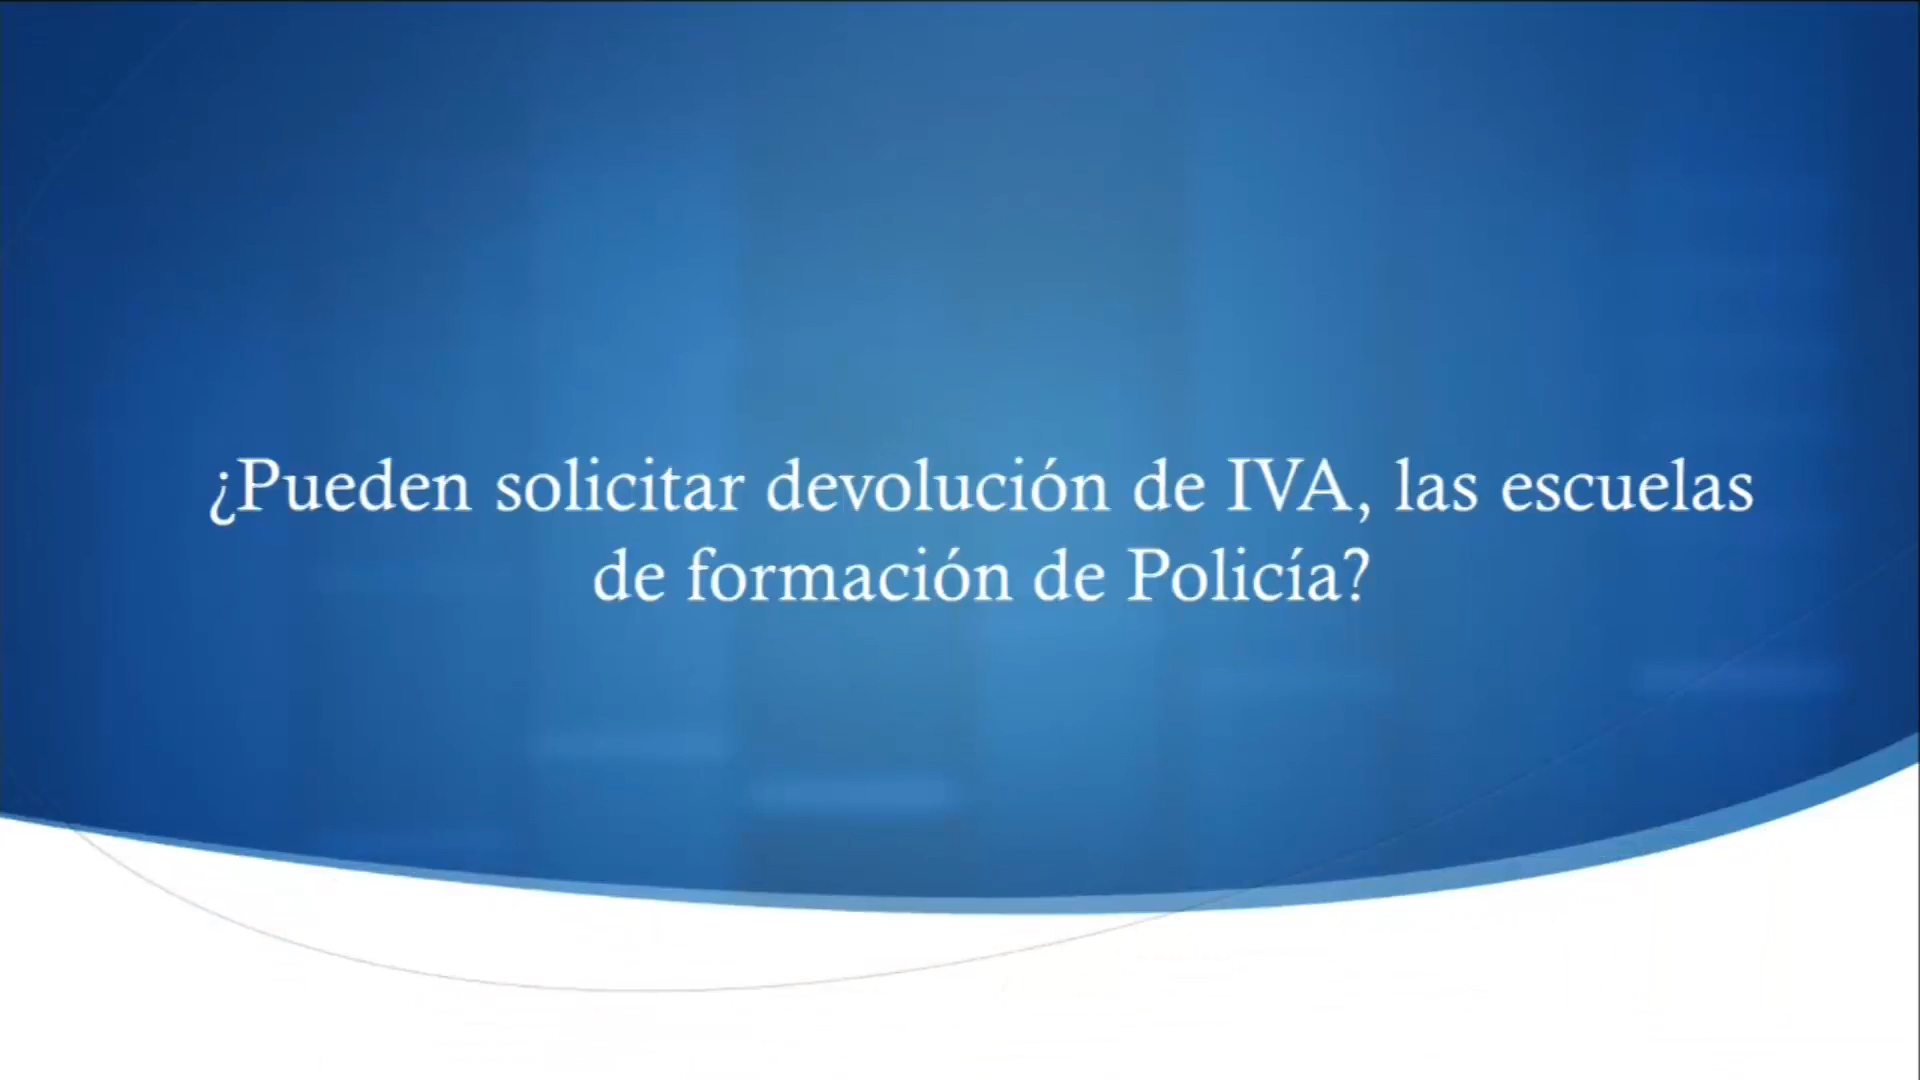 ¿Pueden solicitar devolución de IVA, las escuelas
de formación de Policía?